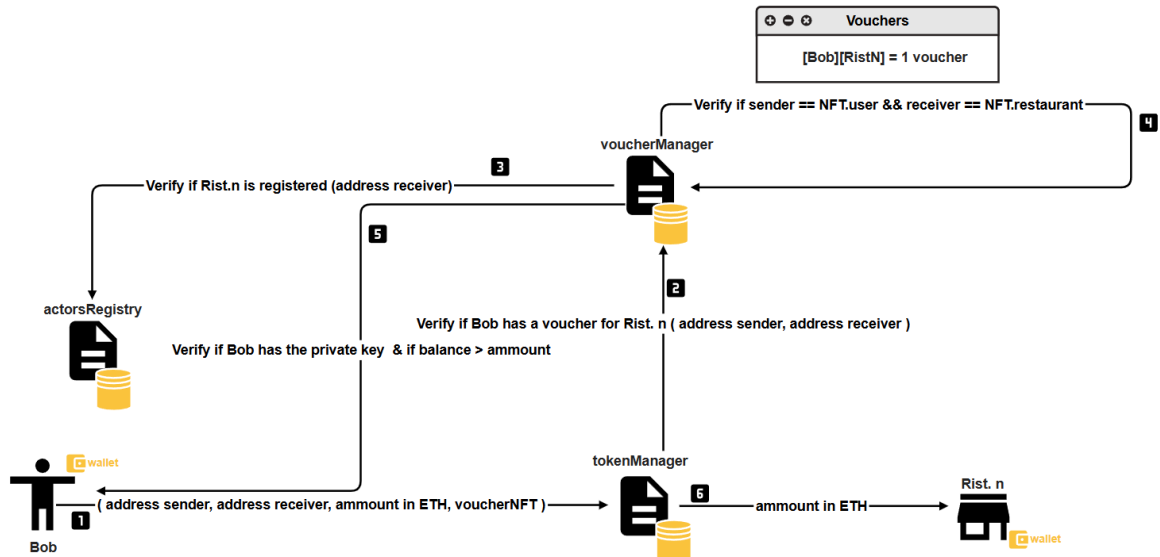 Vouchers
[Bob][RistN] = 1 voucher
Verify if sender == NFT.user && receiver == NFT.restaurant
4
voucherManager
3
Verify if Rist.n is registered (address receiver)
5
2
actorsRegistry
Verify if Bob has a voucher for Rist. n ( address sender, address receiver )
Verify if Bob has the private key & if balance > ammount
wallet
tokenManager
Rist. n
6
( address sender, address receiver, ammount in ETH, voucherNFT )
ammount in ETH
1
wallet
Bob